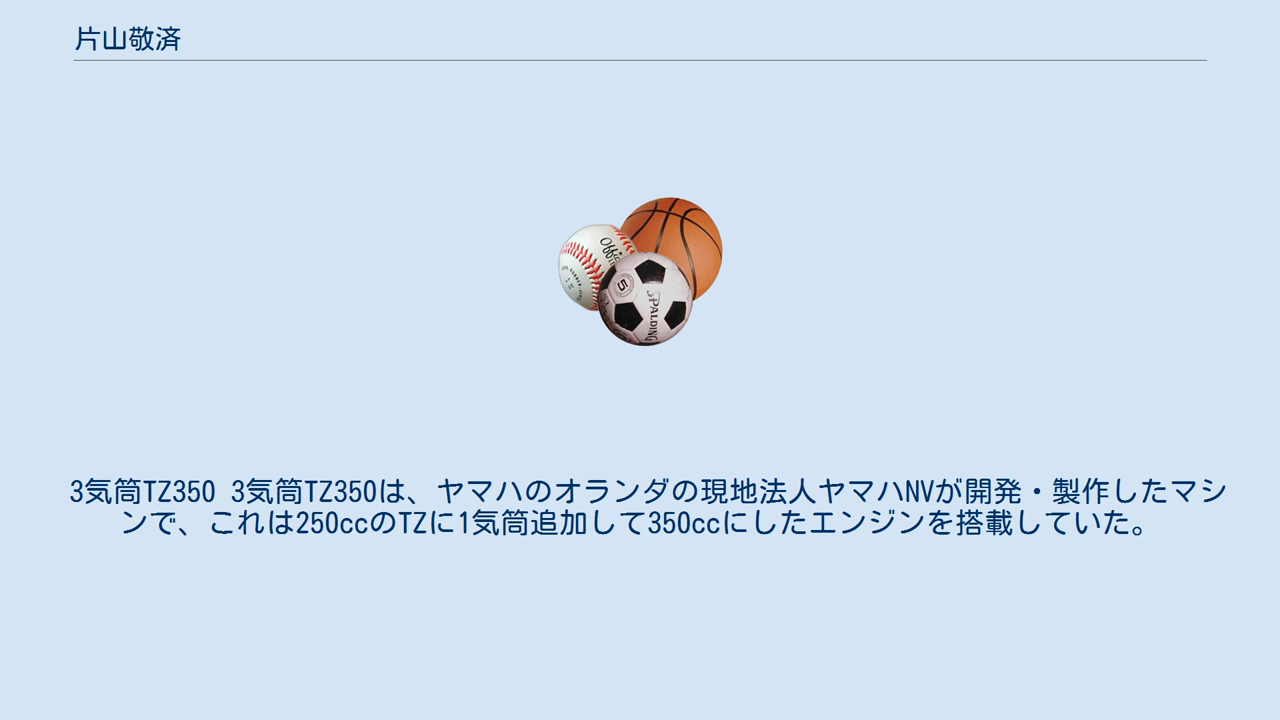 片山敬済
Offic
5
SPALDING
3気筒TZ350 3気筒TZ350は、ヤマハのオランダの現地法人ヤマハNVが開発・製作したマシ
ンで、これは250ccのTZに1気筒追加して350ccにしたエンジンを搭載していた。